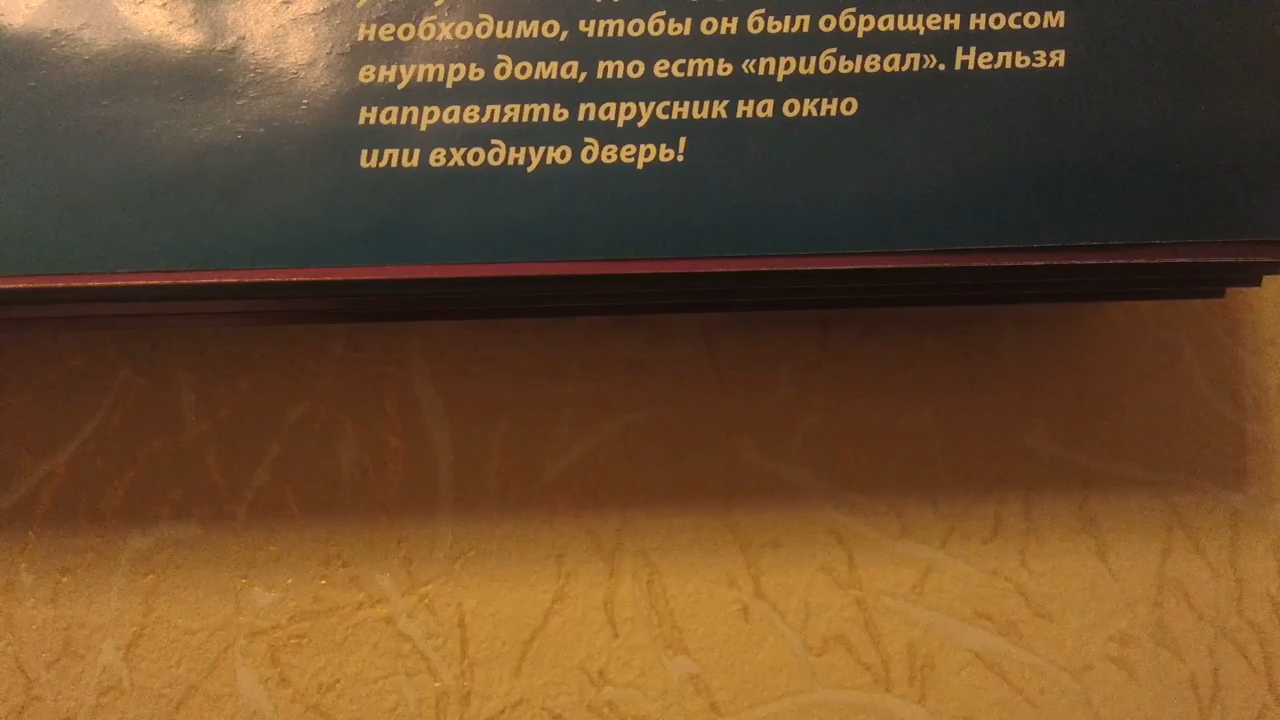 необходимо, чтобы он был обращен носом
внутрь дома, то есть «прибывал». Нельзя
направлять парусник на окно
или входную дверь!